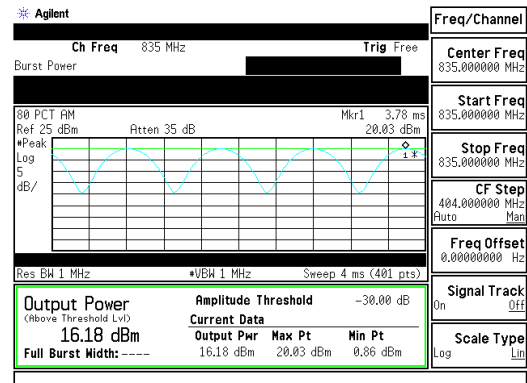 Agilent
Freq/Channel
Ch Freq 835 MHz Trig Free
Burst Power
Center Freq
835.000000 MHz
Start Freq
835.000000 MHz
Stop Freq
835.000000 MHz
CF Step
404.000000 MHz
Auto Man
Freq Offset
0.00000000 Hz
Signal Track
On Off
Scale Type
Log Lin
80 PCT AM Mkr1 3.78 ms
Ref 25 dBm Atten 35 dB 20.03 dBm
#Peak
Log
5
dB/
1
Res BW 1 MHz #VBW 1 MHz Sweep 4 ms (401 pts)
Output Power
(Above Threshold Lvl)
16.18 dBm
Full Burst Width: ----
Amplitude Threshold -30.00 dB
Current Data
Output Pwr Max Pt Min Pt
16.18 dBm 20.03 dBm 0.86 dBm